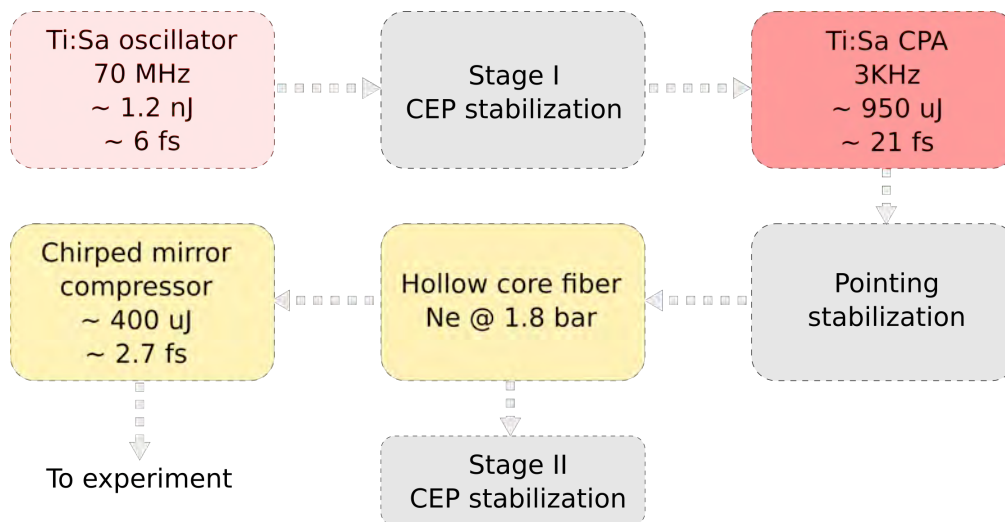 Ti:Sa oscillator
70 MHz
~ 1.2 nJ
~ 6 fs
Stage I
CEP stabilization
Ti:Sa CPA
3KHz
~ 950 uJ
~ 21 fs
Pointing
stabilization
Hollow core fiber
Ne @ 1.8 bar
Chirped mirror
compressor
~ 400 uJ
~ 2.7 fs
Stage II
CEP stabilization
To experiment